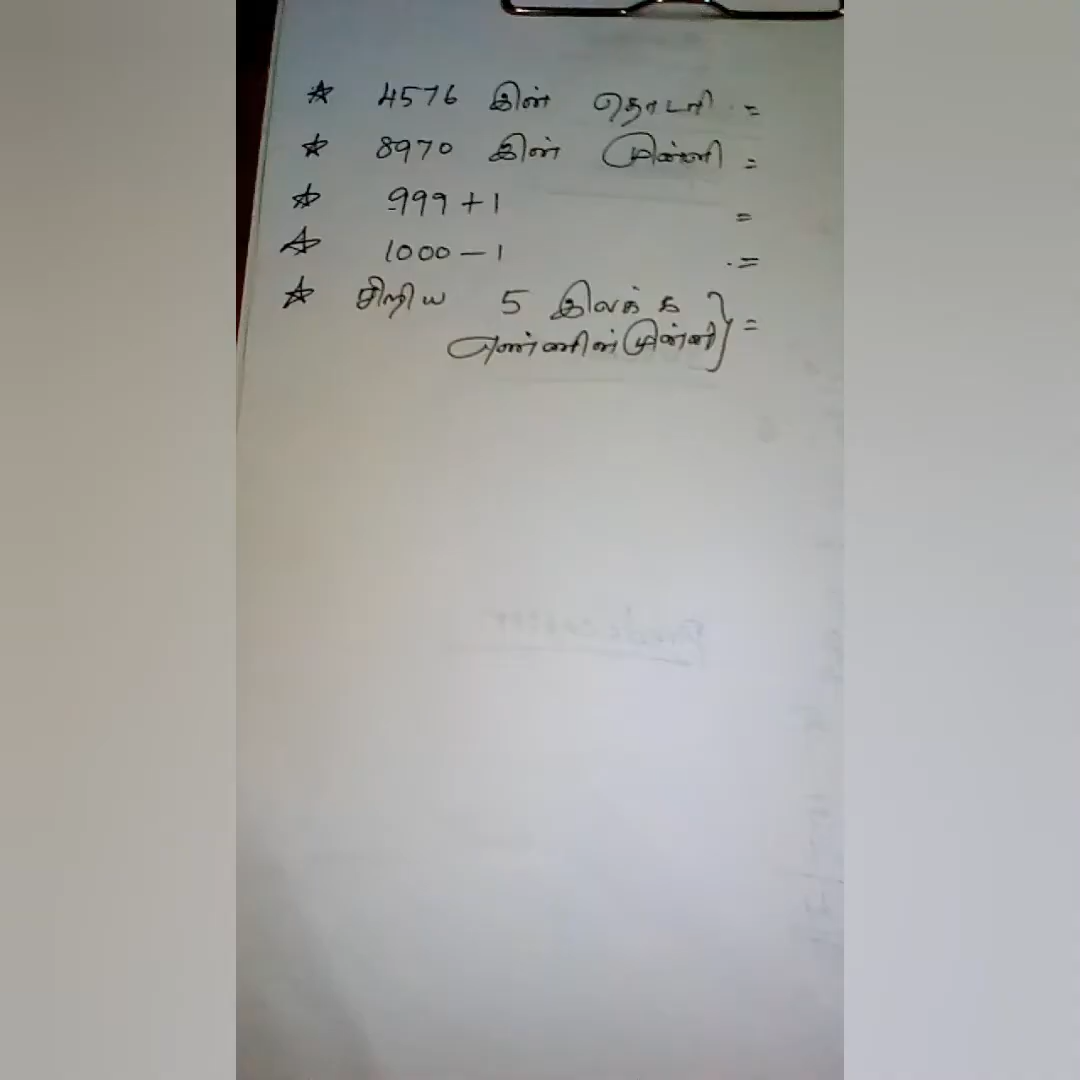 ☆ 4576 இன் தொடரி =
☆ 8970 இன் முன்னி =
☆ 999 + 1 =
☆ 1000 – 1 =
☆ சிறிய 5 இலக்க } =
எண்ணின் முன்னி